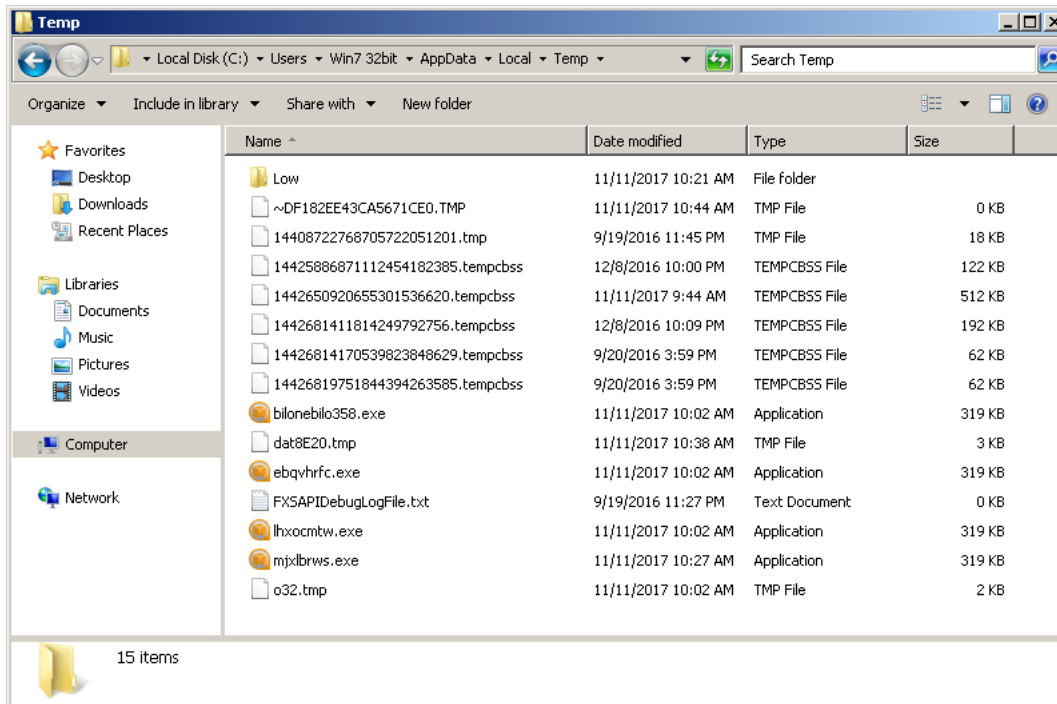 Temp
Local Disk (C:) Users Win7 32bit AppData Local Temp Search Temp
Organize Include in library Share with New folder
Favorites
Desktop
Downloads
Recent Places
Libraries
Documents
Music
Pictures
Videos
Computer
Network
Name Date modified Type Size
Low 11/11/2017 10:21 AM File folder
~DF182EE43CA5671CE0.TMP 11/11/2017 10:44 AM TMP File 0 KB
14408722768705722051201.tmp 9/19/2016 11:45 PM TMP File 18 KB
14425886871112454182385.tempcbss 12/8/2016 10:00 PM TEMPCBSS File 122 KB
1442650920655301536620.tempcbss 11/11/2017 9:44 AM TEMPCBSS File 512 KB
1442681411814249792756.tempcbss 12/8/2016 10:09 PM TEMPCBSS File 192 KB
14426814170539823848629.tempcbss 9/20/2016 3:59 PM TEMPCBSS File 62 KB
14426819751844394263585.tempcbss 9/20/2016 3:59 PM TEMPCBSS File 62 KB
bilonebilo358.exe 11/11/2017 10:02 AM Application 319 KB
dat8E20.tmp 11/11/2017 10:38 AM TMP File 3 KB
ebqvhrfc.exe 11/11/2017 10:02 AM Application 319 KB
FXSAPIDebugLogFile.txt 9/19/2016 11:27 PM Text Document 0 KB
lhxocmtw.exe 11/11/2017 10:02 AM Application 319 KB
mjxlbrws.exe 11/11/2017 10:27 AM Application 319 KB
o32.tmp 11/11/2017 10:02 AM TMP File 2 KB
15 items